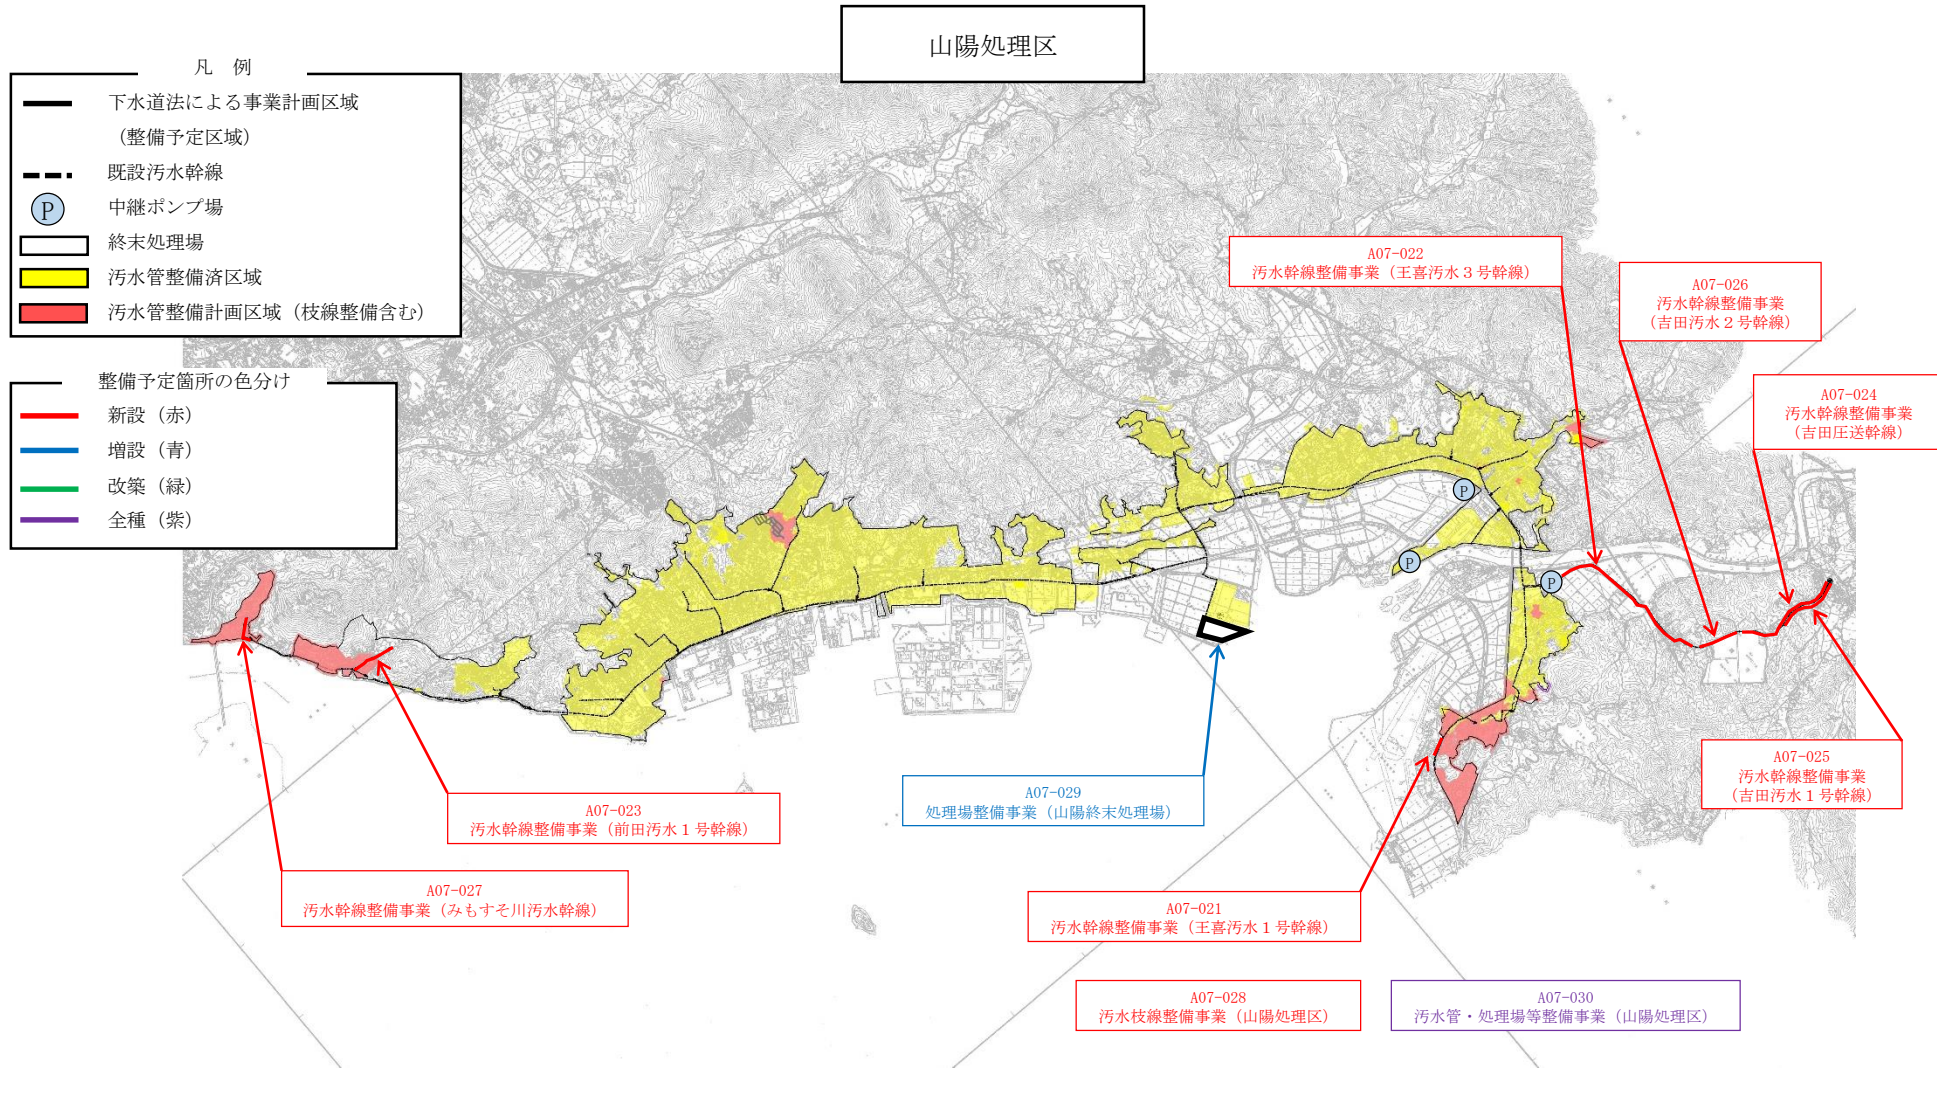 山陽処理区
凡 例
下水道法による事業計画区域
（整備予定区域）
既設汚水幹線
P
中継ポンプ場
終末処理場
汚水管整備済区域
汚水管整備計画区域（枝線整備含む）
整備予定箇所の色分け
新設（赤）
増設（青）
改築（緑）
全種（紫）
A07-022
汚水幹線整備事業（王喜汚水３号幹線）
A07-026
汚水幹線整備事業
（吉田汚水２号幹線）
A07-024
汚水幹線整備事業
（吉田圧送幹線）
P
P
P
A07-025
汚水幹線整備事業
（吉田汚水１号幹線）
A07-029
処理場整備事業（山陽終末処理場）
A07-023
汚水幹線整備事業（前田汚水１号幹線）
A07-027
汚水幹線整備事業（みもすそ川汚水幹線）
A07-021
汚水幹線整備事業（王喜汚水１号幹線）
A07-028
汚水枝線整備事業（山陽処理区）
A07-030
汚水管・処理場等整備事業（山陽処理区）